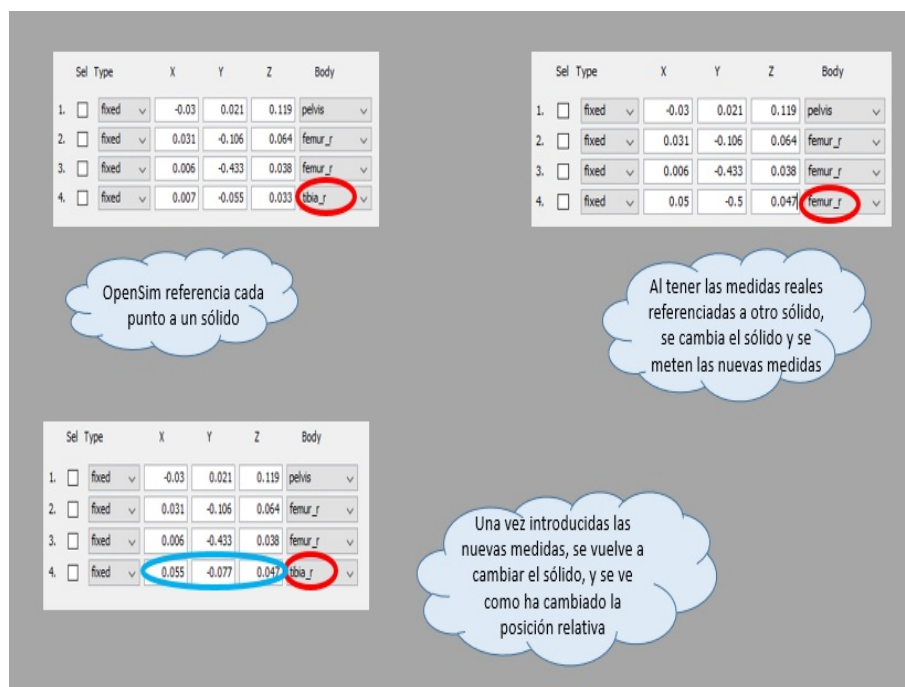 Sel Type X Y Z Body
1. fixed -0.03 0.021 0.119 pelvis
2. fixed 0.031 -0.106 0.064 femur_r
3. fixed 0.006 -0.433 0.038 femur_r
4. fixed 0.007 -0.055 0.033 tibia_r
Sel Type X Y Z Body
1. fixed -0.03 0.021 0.119 pelvis
2. fixed 0.031 -0.106 0.064 femur_r
3. fixed 0.006 -0.433 0.038 femur_r
4. fixed 0.05 -0.5 0.047 femur_r
OpenSim referencia cada
punto a un sólido
Al tener las medidas reales
referenciadas a otro sólido,
se cambia el sólido y se
meten las nuevas medidas
Sel Type X Y Z Body
1. fixed -0.03 0.021 0.119 pelvis
2. fixed 0.031 -0.106 0.064 femur_r
3. fixed 0.006 -0.433 0.038 femur_r
4. fixed 0.055 -0.077 0.047 tibia_r
Una vez introducidas las
nuevas medidas, se vuelve a
cambiar el sólido, y se ve
como ha cambiado la
posición relativa